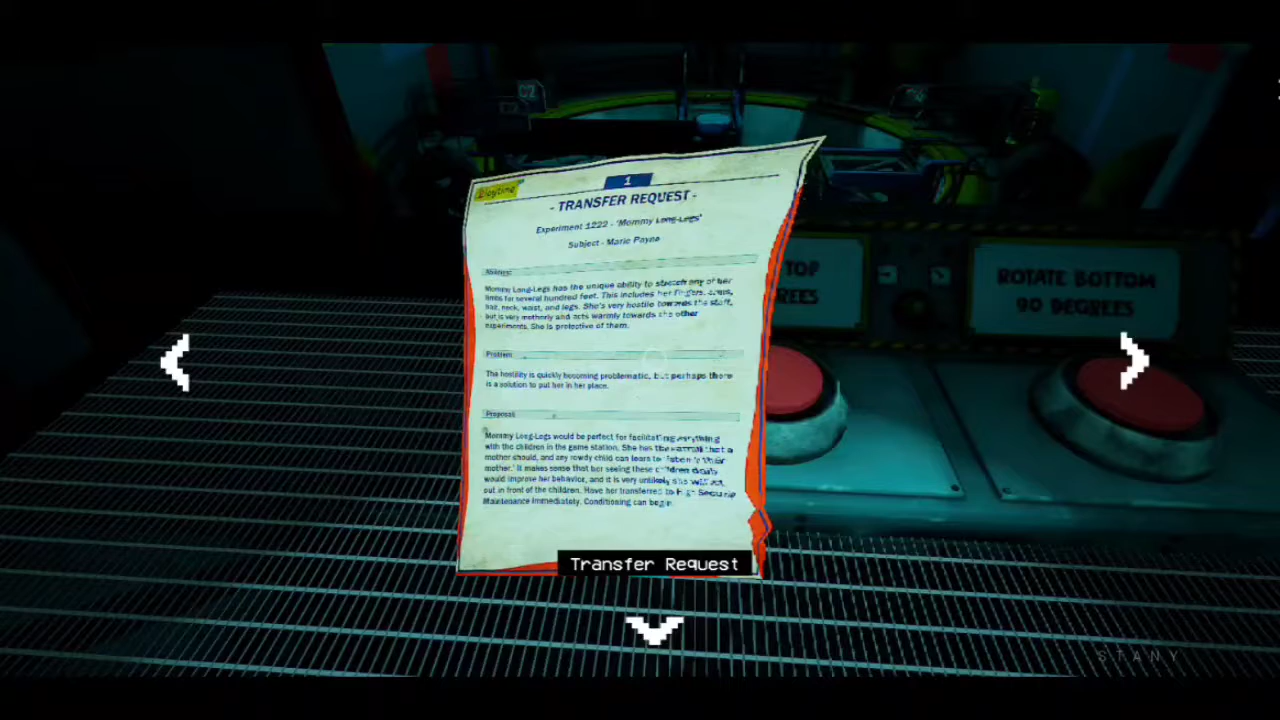 C2
Playtime
1
- TRANSFER REQUEST -
Experiment 1222 - 'Mommy Long-Legs'
Subject - Marie Payne
Abilities:
Mommy Long-Legs has the unique ability to stretch any of her
limbs for several hundred feet. This includes her fingers, arms,
hair, neck, waist, and legs. She's very hostile towards the staff,
but is very motherly and acts warmly towards the other
experiments. She is protective of them.
Problem:
The hostility is quickly becoming problematic, but perhaps there
is a solution to put her in her place.
Proposal:
Mommy Long-Legs would be perfect for facilitating everything
with the children in the game station. She has the warmth that a
mother should, and any rowdy child can learn to 'listen to their
mother.' It makes sense that her seeing these children daily
would improve her behavior, and it is very unlikely she will act
out in front of the children. Have her transferred to High Security
Maintenance immediately. Conditioning can begin.
TOP
REES
ROTATE BOTTOM
90 DEGREES
Transfer Request
STANY